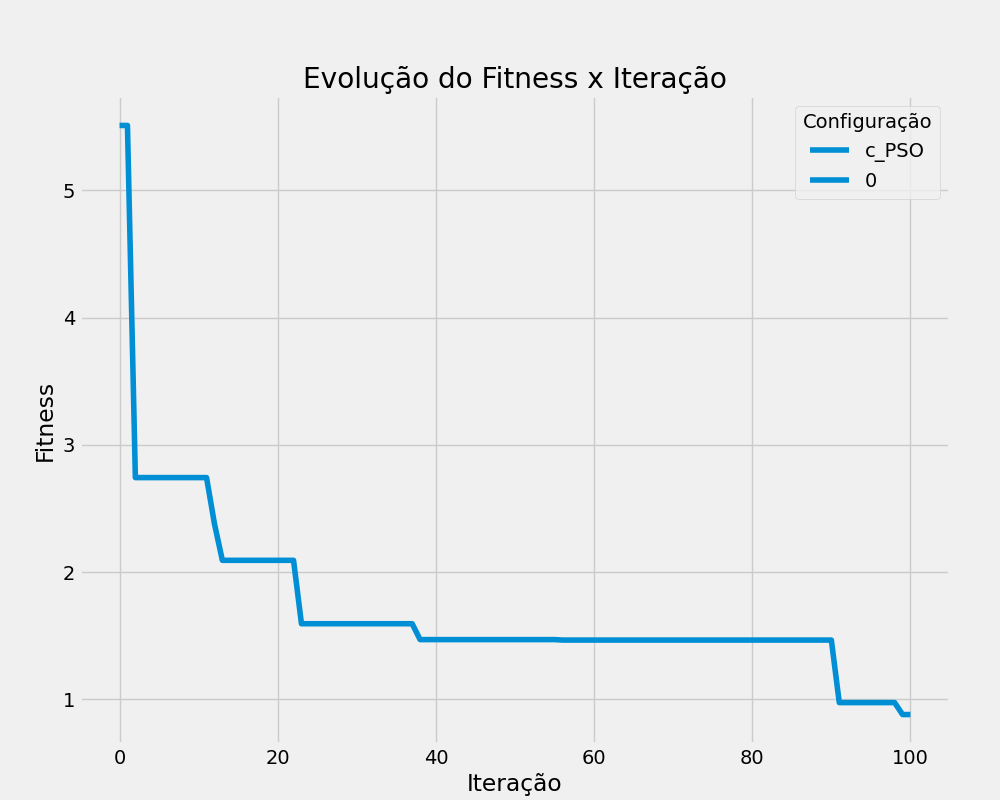 Evolução do Fitness x Iteração
Configuração
c_PSO
0
Fitness
5
4
3
2
1
0 20 40 60 80 100
Iteração